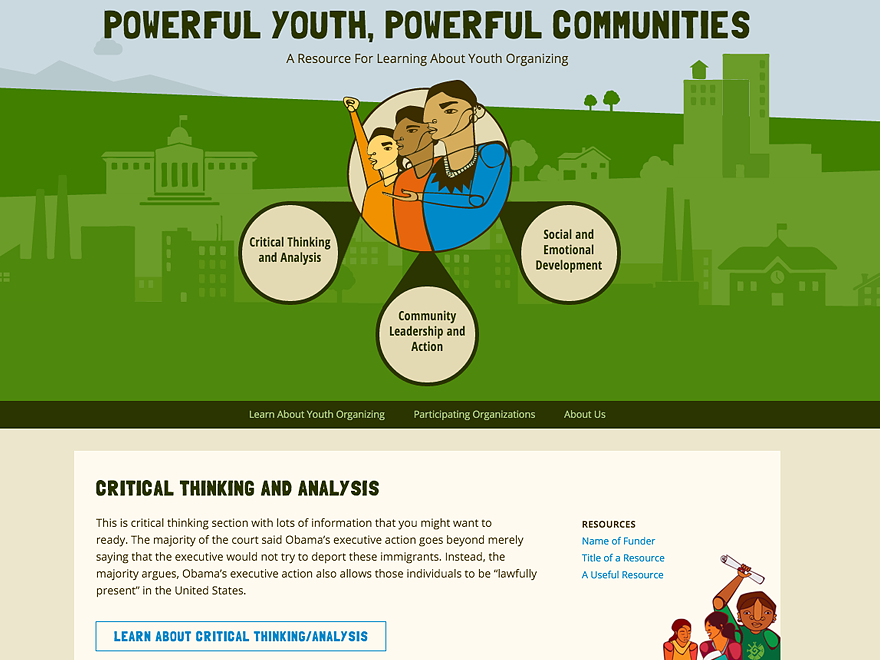 POWERFUL YOUTH, POWERFUL COMMUNITIES
A Resource For Learning About Youth Organizing
Critical Thinking
and Analysis
Social and
Emotional
Development
Community
Leadership and
Action
Learn About Youth Organizing
Participating Organizations
About Us
CRITICAL THINKING AND ANALYSIS
This is critical thinking section with lots of information that you might want to
ready. The majority of the court said Obama’s executive action goes beyond merely
saying that the executive would not try to deport these immigrants. Instead, the
majority argues, Obama’s executive action also allows those individuals to be “lawfully
present” in the United States.
LEARN ABOUT CRITICAL THINKING/ANALYSIS
RESOURCES
Name of Funder
Title of a Resource
A Useful Resource